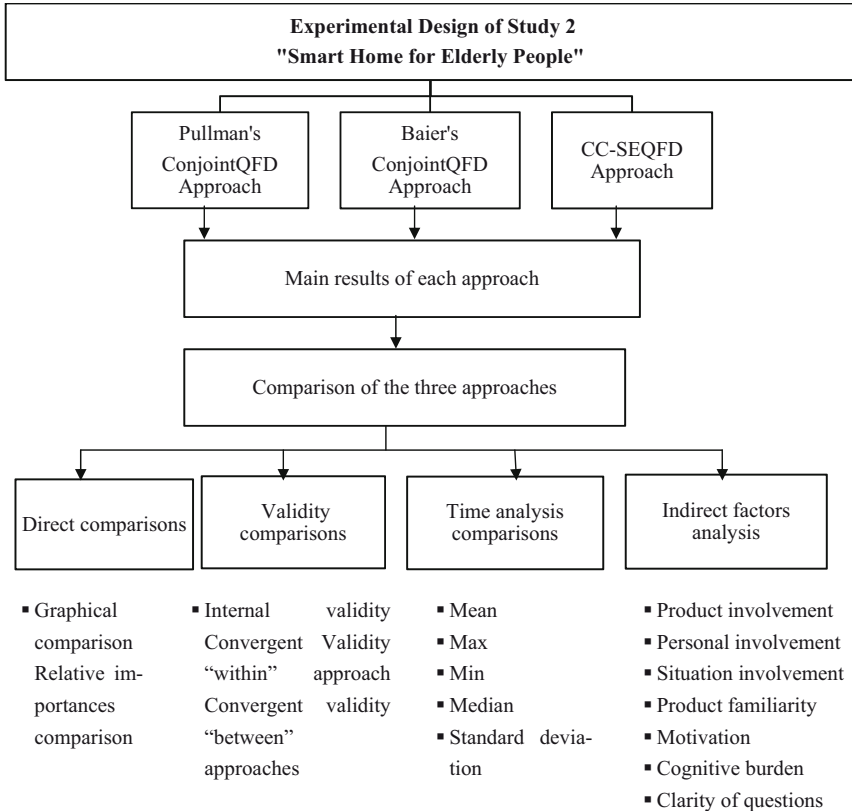 Experimental Design of Study 2
"Smart Home for Elderly People"
Pullman's
ConjointQFD
Approach
Baier's
ConjointQFD
Approach
CC-SEQFD
Approach
Main results of each approach
Comparison of the three approaches
Direct comparisons
Validity
comparisons
Time analysis
comparisons
Indirect factors
analysis
▪ Graphical
comparison
Relative im-
portances
comparison
▪ Internal validity
Convergent Validity
“within” approach
Convergent validity
“between”
approaches
▪ Mean
▪ Max
▪ Min
▪ Median
▪ Standard devia-
tion
▪ Product involvement
▪ Personal involvement
▪ Situation involvement
▪ Product familiarity
▪ Motivation
▪ Cognitive burden
▪ Clarity of questions